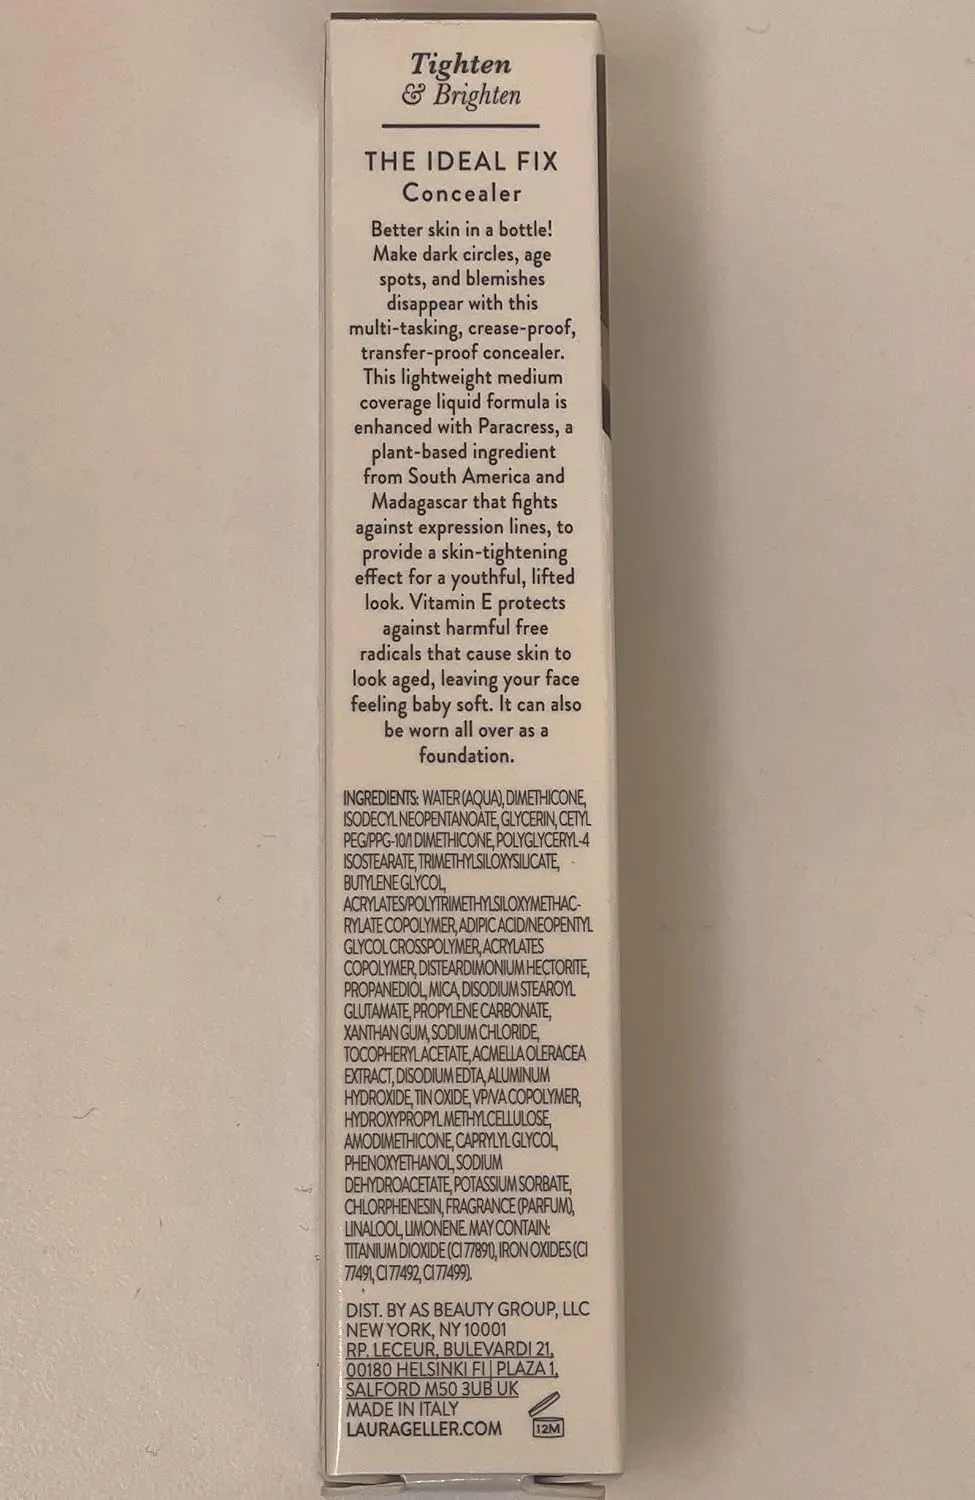 Tighten
& Brighten
THE IDEAL FIX
Concealer
Better skin in a bottle!
Make dark circles, age
spots, and blemishes
disappear with this
multi-tasking, crease-proof,
transfer-proof concealer.
This lightweight medium
coverage liquid formula is
enhanced with Paracress, a
plant-based ingredient
from South America and
Madagascar that fights
against expression lines, to
provide a skin-tightening
effect for a youthful, lifted
look. Vitamin E protects
against harmful free
radicals that cause skin to
look aged, leaving your face
feeling baby soft. It can also
be worn all over as a
foundation.
INGREDIENTS: WATER (AQUA), DIMETHICONE,
ISODECYL NEOPENTANOATE, GLYCERIN, CETYL
PEG/PPG-10/1 DIMETHICONE, POLYGLYCERYL-4
ISOSTEARATE, TRIMETHYLSILOXYSILICATE,
BUTYLENE GLYCOL,
ACRYLATES/POLYTRIMETHYLSILOXYMETHAC-
RYLATE COPOLYMER, ADIPIC ACID/NEOPENTYL
GLYCOL CROSSPOLYMER, ACRYLATES
COPOLYMER, DISTEARDIMONIUM HECTORITE,
PROPANEDIOL, MICA, DISODIUM STEAROYL
GLUTAMATE, PROPYLENE CARBONATE,
XANTHAN GUM, SODIUM CHLORIDE,
TOCOPHERYL ACETATE, ACMELLA OLERACEA
EXTRACT, DISODIUM EDTA, ALUMINUM
HYDROXIDE, TIN OXIDE, VP/VA COPOLYMER,
HYDROXYPROPYL METHYLCELLULOSE,
AMODIMETHICONE, CAPRYLYL GLYCOL,
PHENOXYETHANOL, SODIUM
DEHYDROACETATE, POTASSIUM SORBATE,
CHLORPHENESIN, FRAGRANCE (PARFUM),
LINALOOL, LIMONENE. MAY CONTAIN:
TITANIUM DIOXIDE (CI 77891), IRON OXIDES (CI
77491, CI 77492, CI 77499).
DIST. BY AS BEAUTY GROUP, LLC
NEW YORK, NY 10001
RP. LECEUR, BULEVARDI 21,
00180 HELSINKI FI | PLAZA 1,
SALFORD M50 3UB UK
MADE IN ITALY
LAURAGELLER.COM
12M